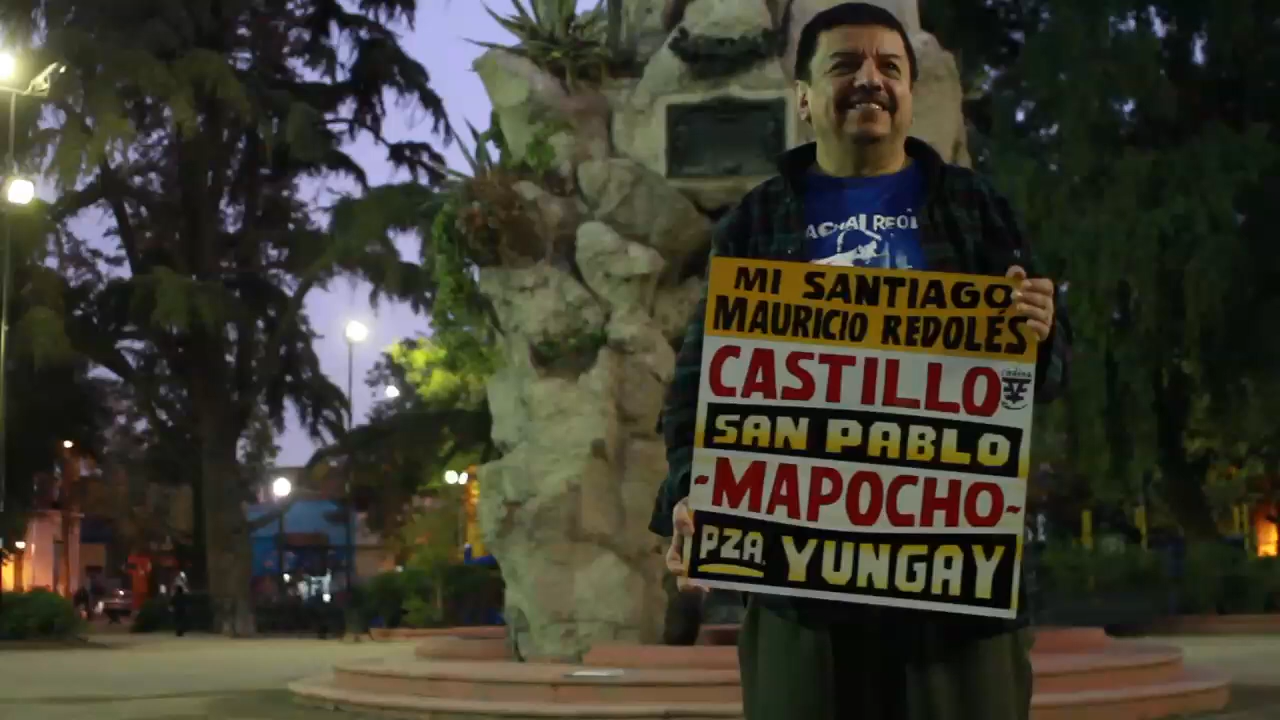 MI SANTIAGO
MAURICIO REDOLÉS
CASTILLO
SAN PABLO
-MAPOCHO-
PZA. YUNGAY